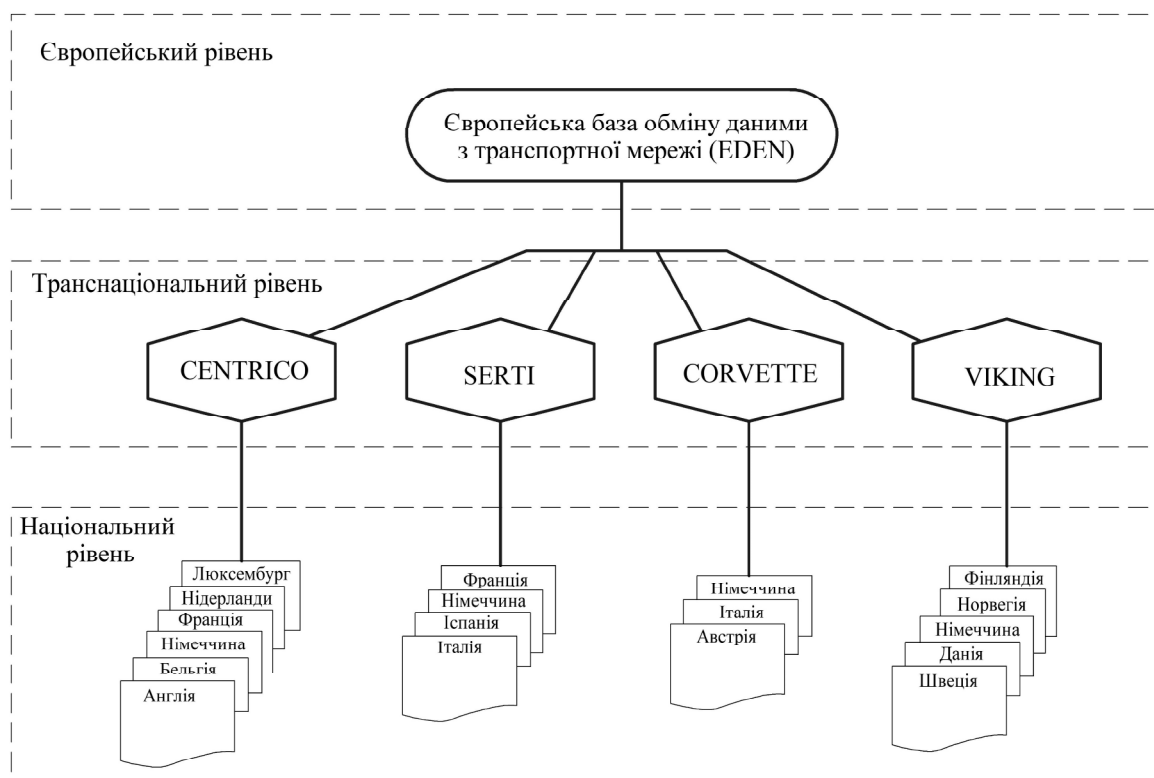 Європейський рівень
Європейська база обміну даними
з транспортної мережі (EDEN)
Транснаціональний рівень
CENTRICO
SERTI
CORVETTE
VIKING
Національний
рівень
Люксембург
Нідерланди
Франція
Німеччина
Бельгія
Англія
Франція
Німеччина
Іспанія
Італія
Німеччина
Італія
Австрія
Фінляндія
Норвегія
Німеччина
Данія
Швеція